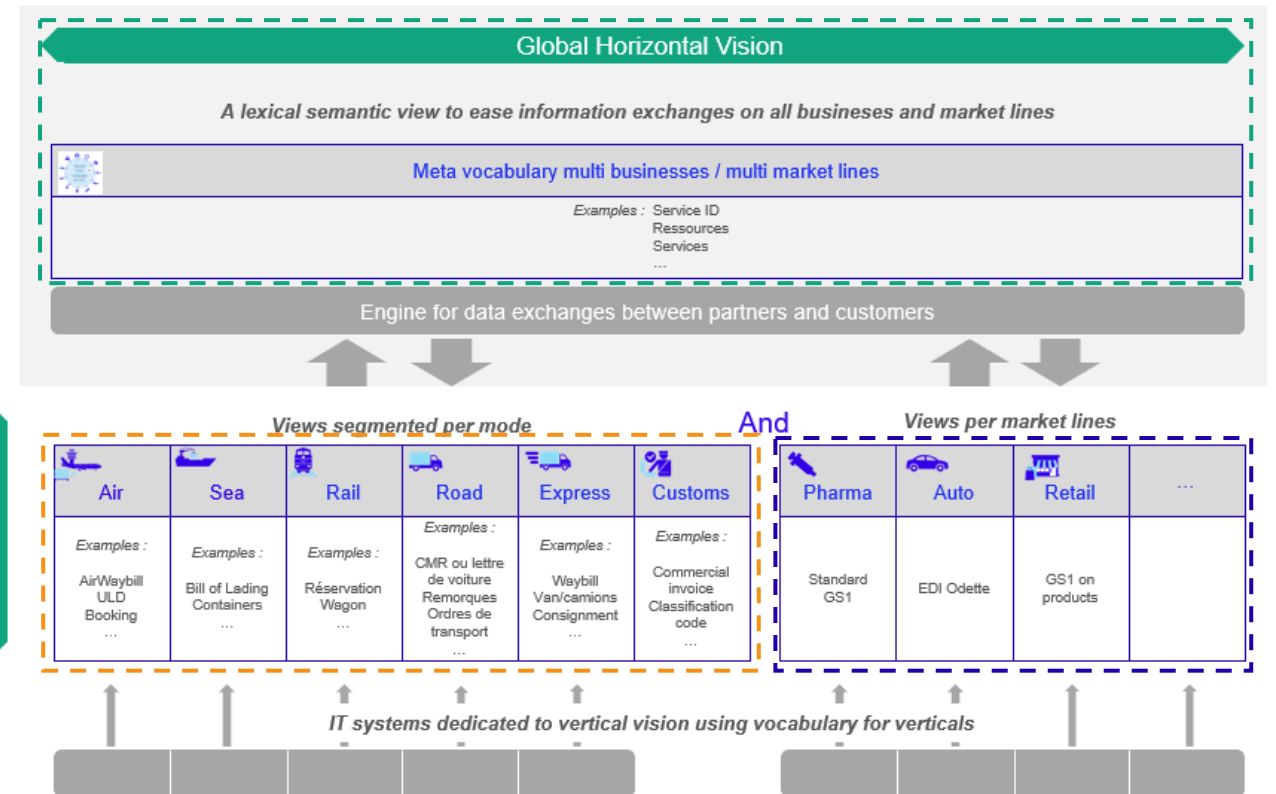 Global Horizontal Vision
A lexical semantic view to ease information exchanges on all busineses and market lines
Meta vocabulary multi businesses / multi market lines
Examples : Service ID
Ressources
Services
...
Engine for data exchanges between partners and customers
Views segmented per mode
And
Views per market lines
Air
Sea
Rail
Road
Express
Customs
Pharma
Auto
Retail
...
Examples :
AirWaybill
ULD
Booking
...
Examples :
Bill of Lading
Containers
...
Examples :
Réservation
Wagon
...
Examples :
CMR ou lettre
de voiture
Remorques
Ordres de
transport
...
Examples :
Waybill
Van/camions
Consignment
...
Examples :
Commercial
invoice
Classification
code
...
Standard
GS1
EDI Odette
GS1 on
products
IT systems dedicated to vertical vision using vocabulary for verticals